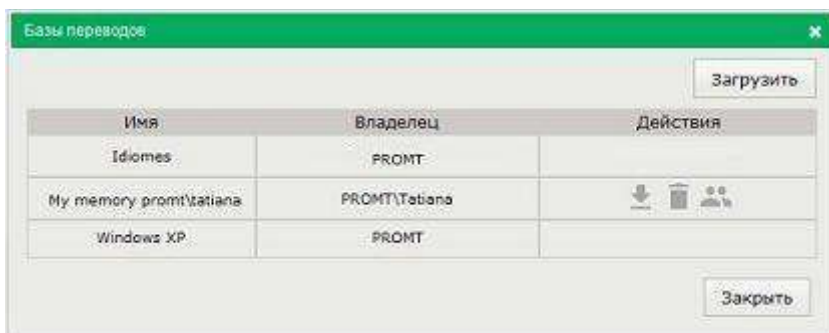 Базы переводов
Загрузить
Имя Владелец Действия
Idiomes PROMT
My memory promt\tatiana PROMT\Tatiana
Windows XP PROMT
Закрыть